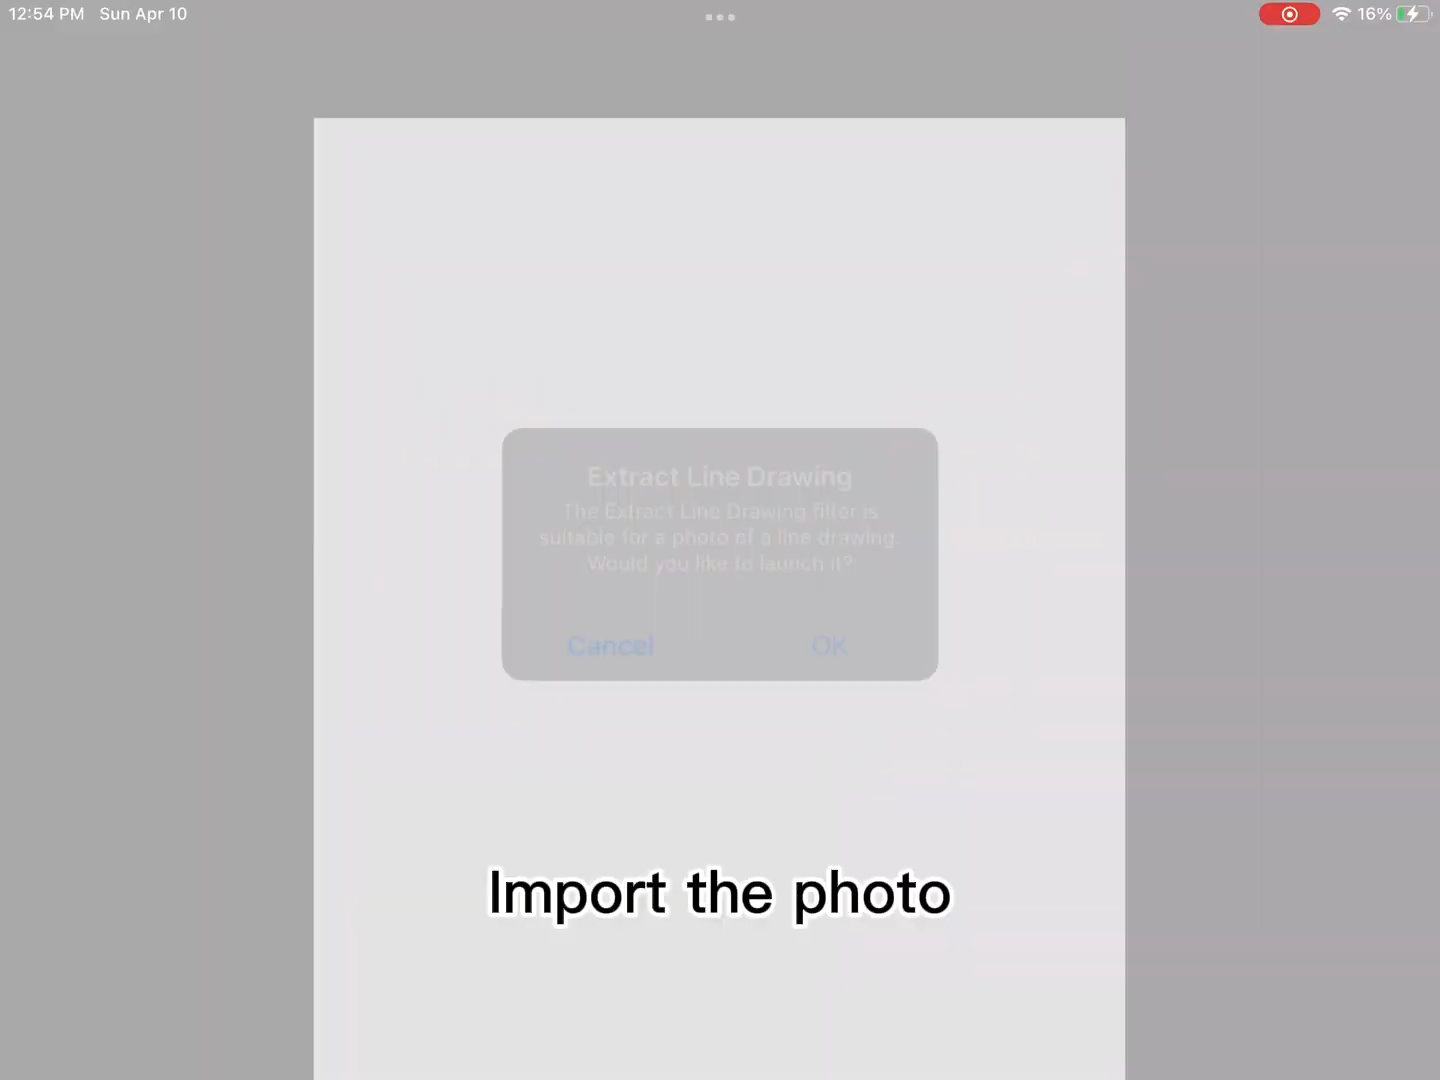 12:54 PM Sun Apr 10
16%
Extract Line Drawing
The Extract Line Drawing filter is
suitable for a photo of a line drawing.
Would you like to launch it?
Cancel OK
Import the photo